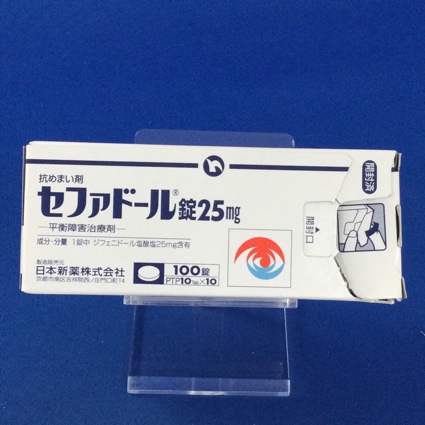 抗めまい剤
セファドール®錠25mg
—平衡障害治療剤—
成分・分量 1錠中 ジフェニドール塩酸塩25mg含有
製造販売元
日本新薬株式会社
京都市南区吉祥院西ノ庄門口町14
100錠
PTP10錠×10
開封口
開封済